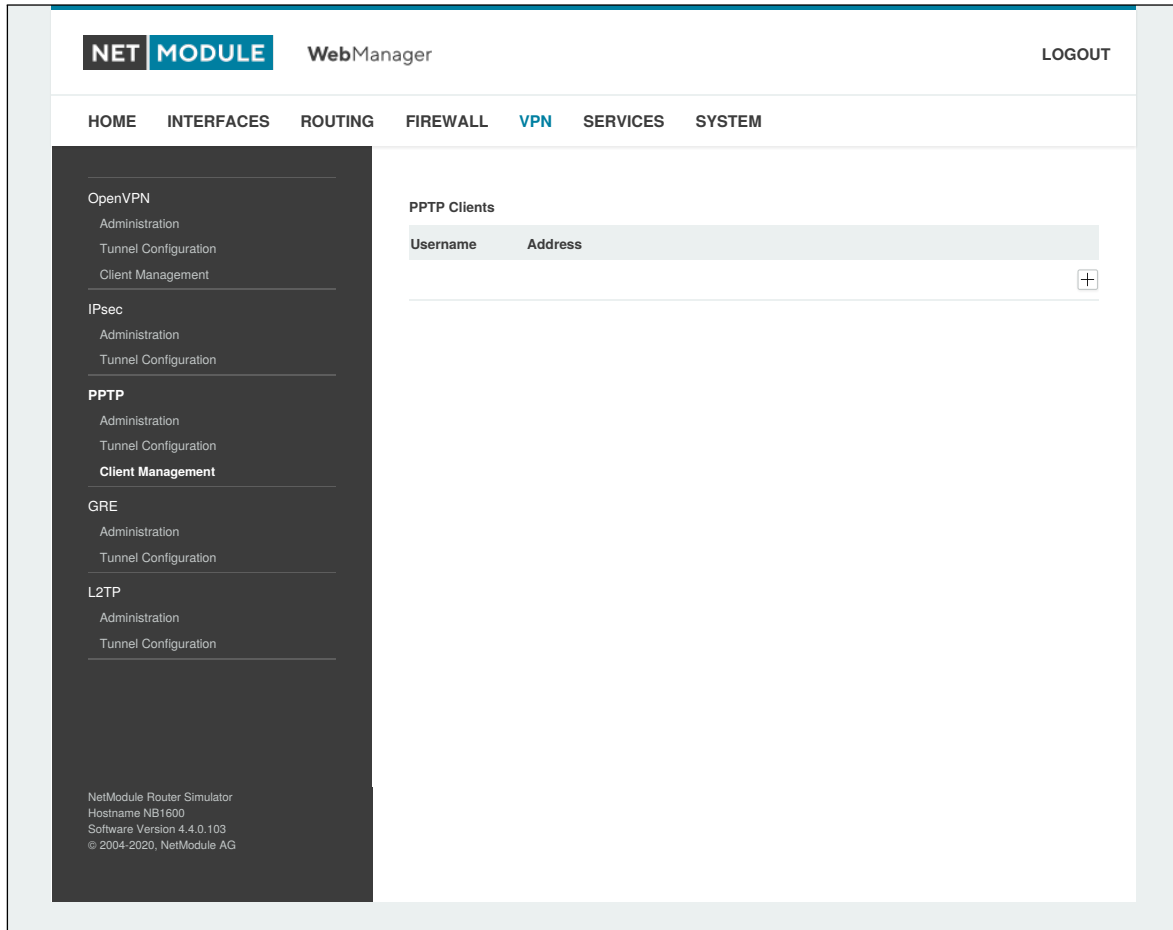 NET MODULE WebManager LOGOUT
HOME INTERFACES ROUTING FIREWALL VPN SERVICES SYSTEM
OpenVPN
Administration
Tunnel Configuration
Client Management
IPsec
Administration
Tunnel Configuration
PPTP
Administration
Tunnel Configuration
Client Management
GRE
Administration
Tunnel Configuration
L2TP
Administration
Tunnel Configuration
NetModule Router Simulator
Hostname NB1600
Software Version 4.4.0.103
© 2004-2020, NetModule AG
PPTP Clients
Username Address